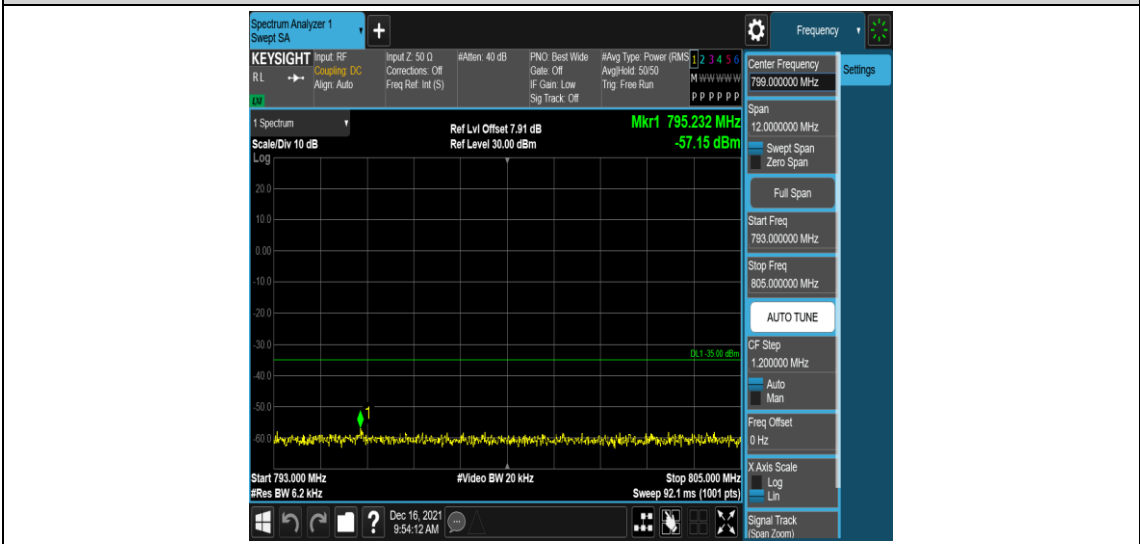 Spectrum Analyzer 1
Swept SA
+
Frequency
KEYSIGHT
RL
LXI
Input: RF
Coupling: DC
Align: Auto
Input Z: 50 Ω
Corrections: Off
Freq Ref: Int (S)
#Atten: 40 dB
PNO: Best Wide
Gate: Off
IF Gain: Low
Sig Track: Off
#Avg Type: Power (RMS
Avg|Hold: 50/50
Trig: Free Run
1 2 3 4 5 6
M W W W W W
P P P P P P
1 Spectrum
Scale/Div 10 dB
Log
Ref Lvl Offset 7.91 dB
Ref Level 30.00 dBm
Mkr1 795.232 MHz
-57.15 dBm
20.0
10.0
0.00
-10.0
-20.0
-30.0
-40.0
-50.0
-60.0
DL1 -35.00 dBm
1
Start 793.000 MHz
#Res BW 6.2 kHz
#Video BW 20 kHz
Stop 805.000 MHz
Sweep 92.1 ms (1001 pts)
?
Dec 16, 2021
9:54:12 AM
Center Frequency
799.000000 MHz
Settings
Span
12.0000000 MHz
Swept Span
Zero Span
Full Span
Start Freq
793.000000 MHz
Stop Freq
805.000000 MHz
AUTO TUNE
CF Step
1.200000 MHz
Auto
Man
Freq Offset
0 Hz
X Axis Scale
Log
Lin
Signal Track
(Span Zoom)